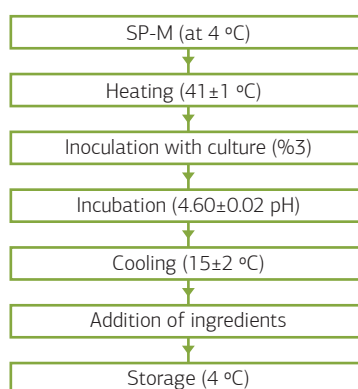 SP-M (at 4 ºC)
Heating (41±1 ºC)
Inoculation with culture (%3)
Incubation (4.60±0.02 pH)
Cooling (15±2 ºC)
Addition of ingredients
Storage (4 ºC)